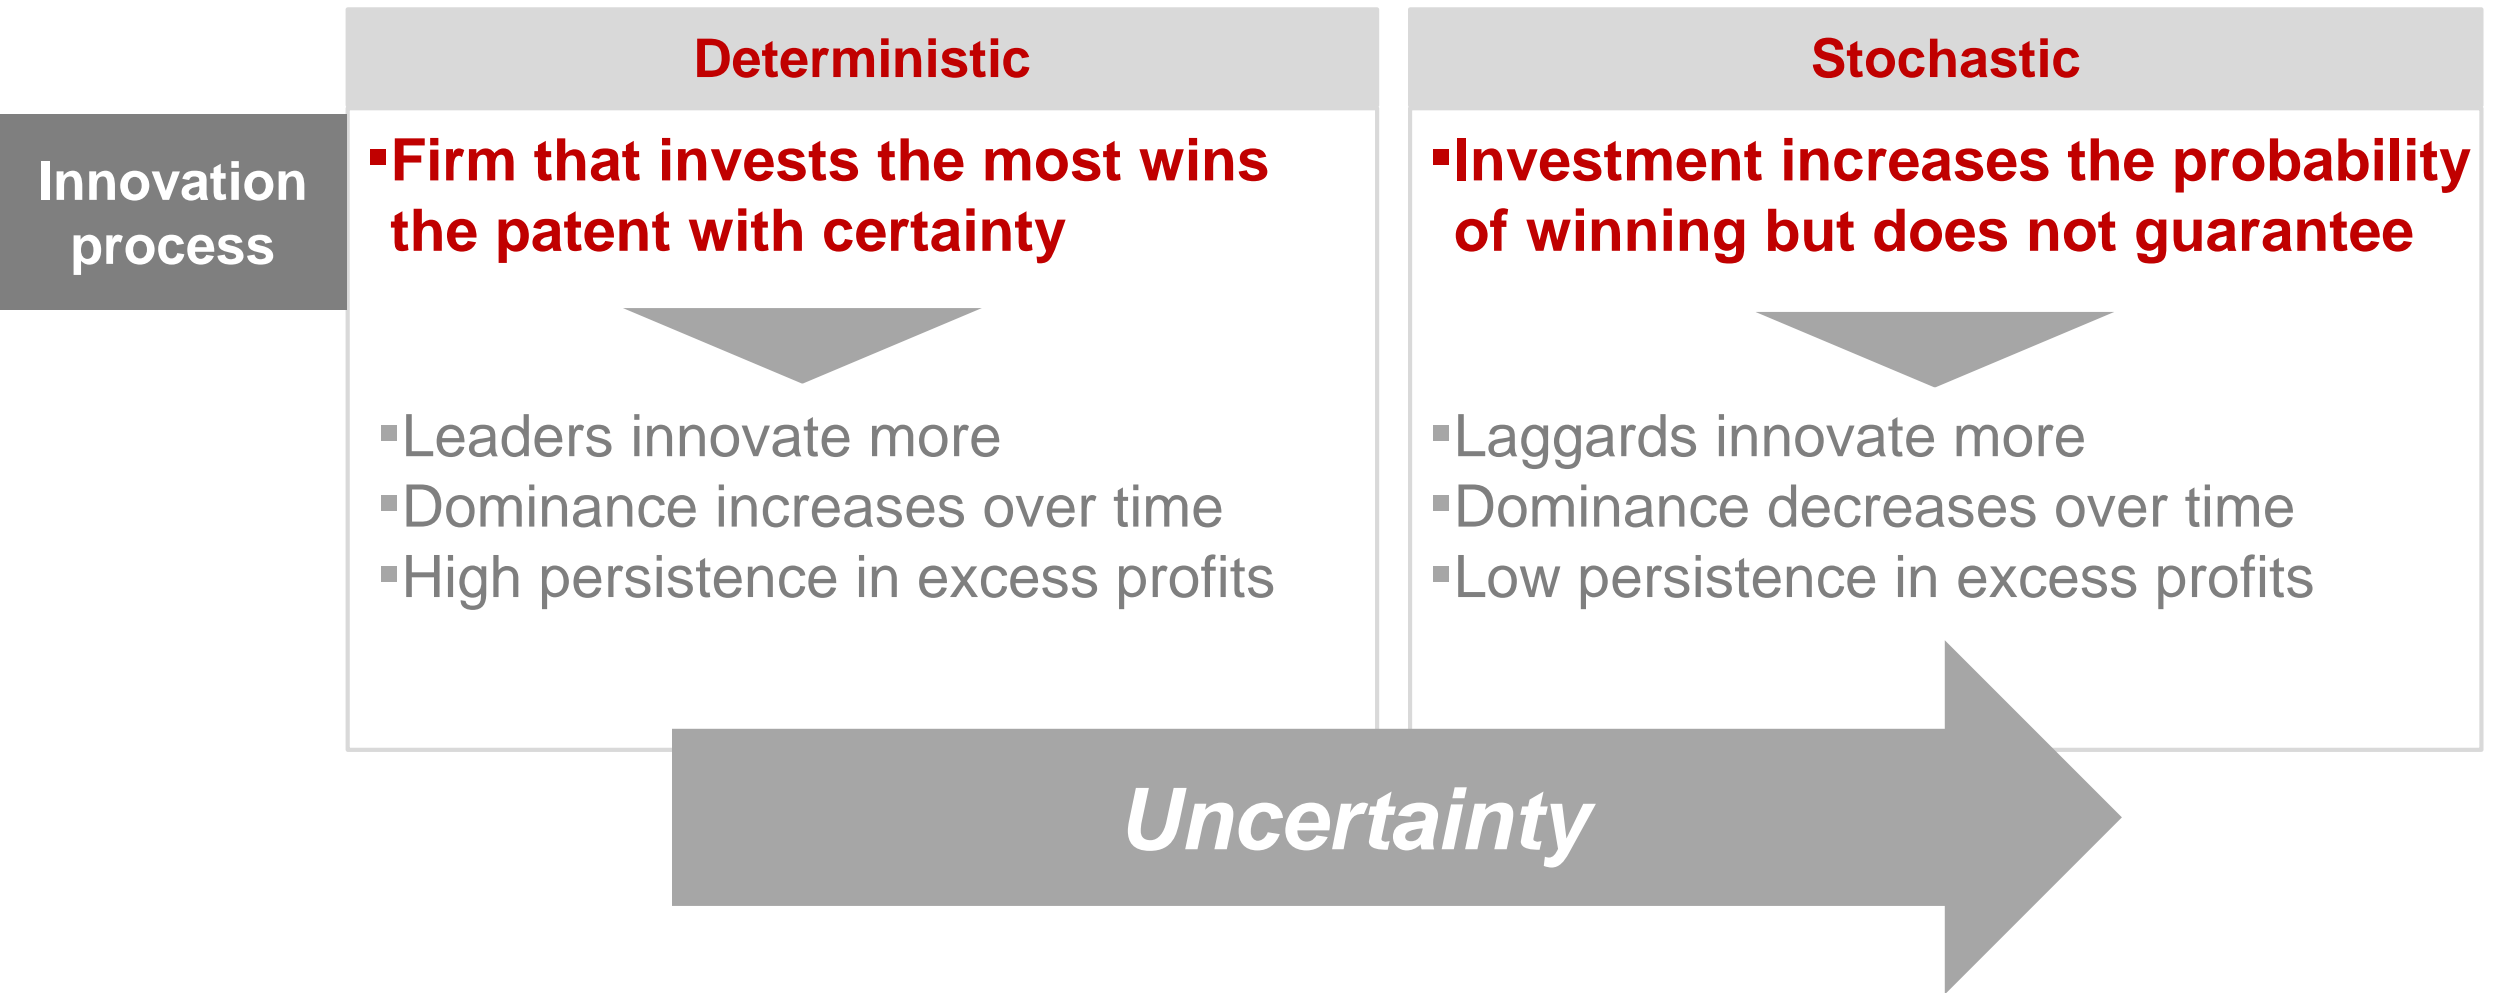 Deterministic
Stochastic
Innovation
process
▪Firm that invests the most wins
the patent with certainty
▪Investment increases the probability
of winning but does not guarantee
▪Leaders innovate more
▪Dominance increases over time
▪High persistence in excess profits
▪Laggards innovate more
▪Dominance decreases over time
▪Low persistence in excess profits
Uncertainty